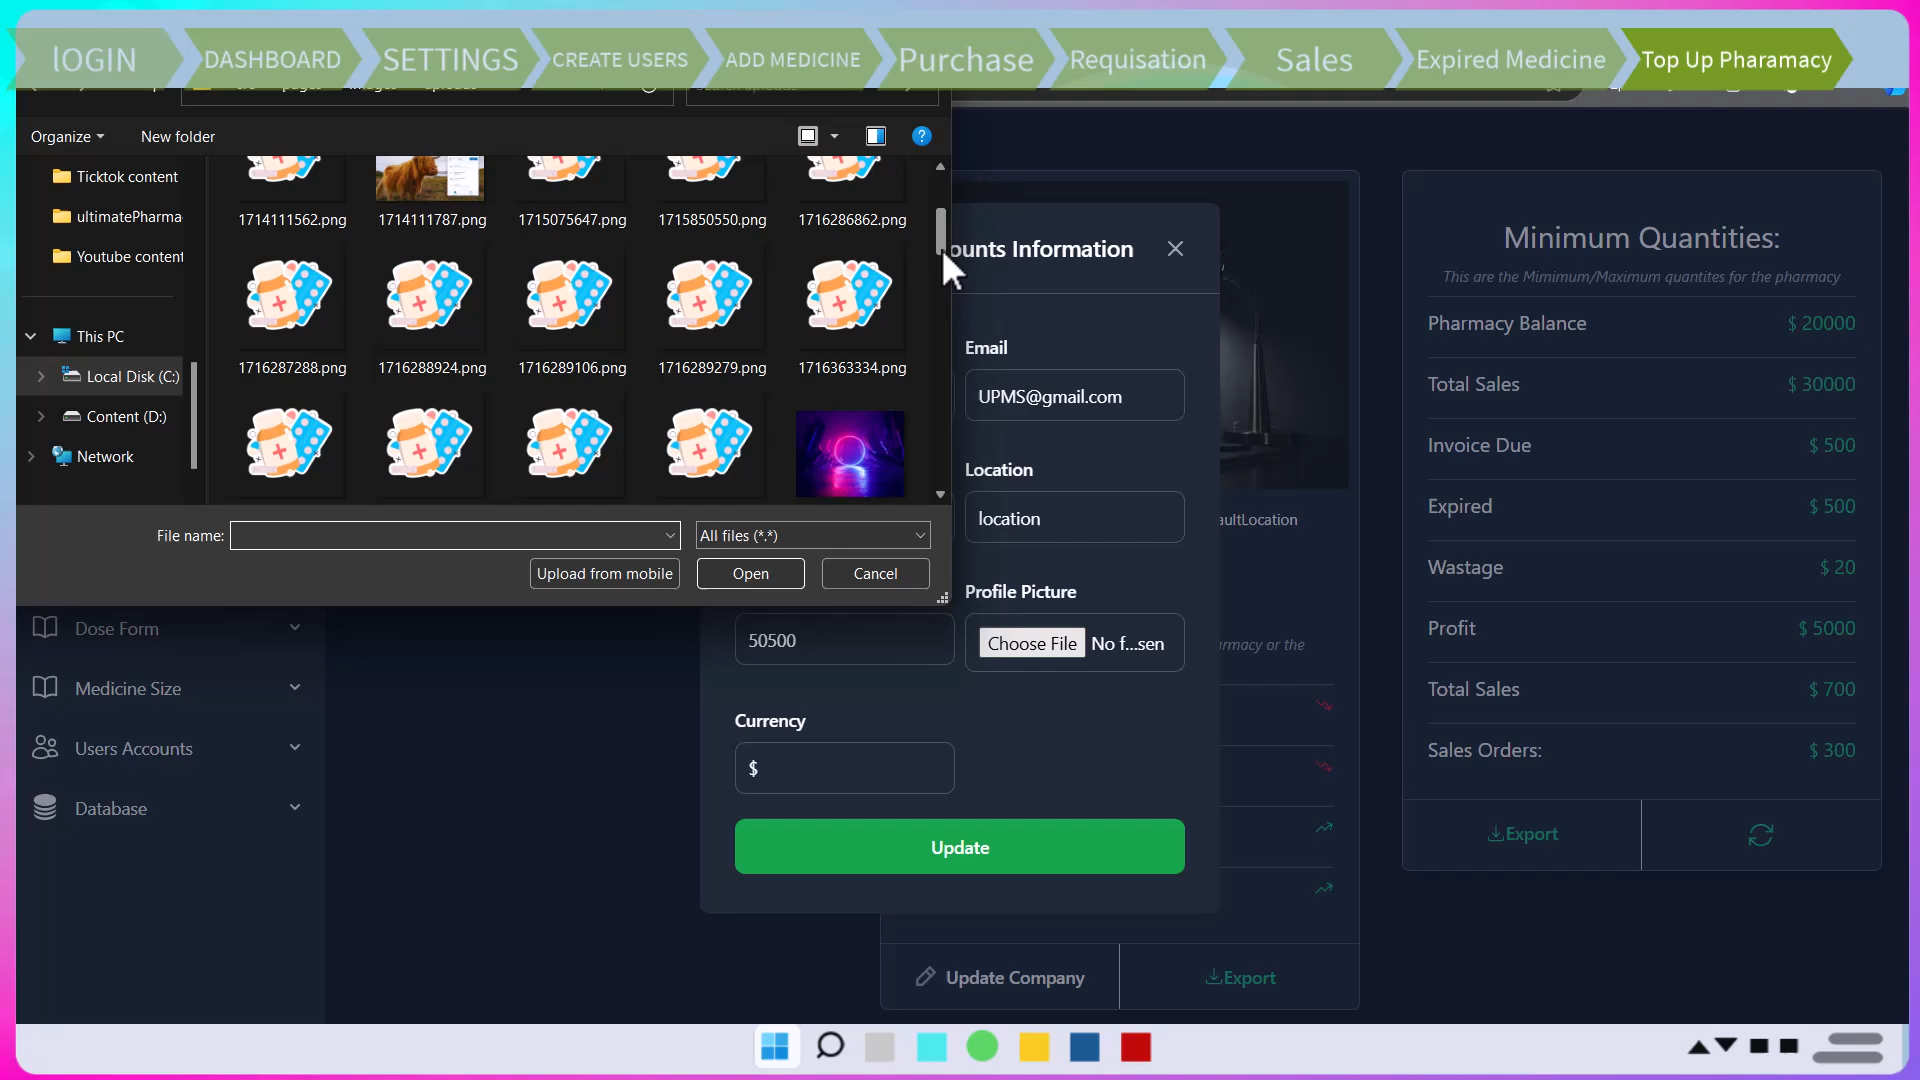 lOGIN
DASHBOARD
SETTINGS
CREATE USERS
ADD MEDICINE
Purchase
Requisation
Sales
Expired Medicine
Top Up Pharamacy
Organize
New folder
Ticktok content
ultimatePharma
Youtube content
This PC
Local Disk (C:)
Content (D:)
Network
1714111562.png
1714111787.png
1715075647.png
1715850550.png
1716286862.png
1716287288.png
1716288924.png
1716289106.png
1716289279.png
1716363334.png
File name:
All files (*.*)
Upload from mobile
Open
Cancel
Dose Form
Medicine Size
Users Accounts
Database
ounts Information
Email
UPMS@gmail.com
Location
location
Profile Picture
50500
Choose File
No f...sen
Currency
$
Update
aultLocation
rmacy or the
Update Company
Export
Minimum Quantities:
This are the Mimimum/Maximum quantites for the pharmacy
Pharmacy Balance
$ 20000
Total Sales
$ 30000
Invoice Due
$ 500
Expired
$ 500
Wastage
$ 20
Profit
$ 5000
Total Sales
$ 700
Sales Orders:
$ 300
Export